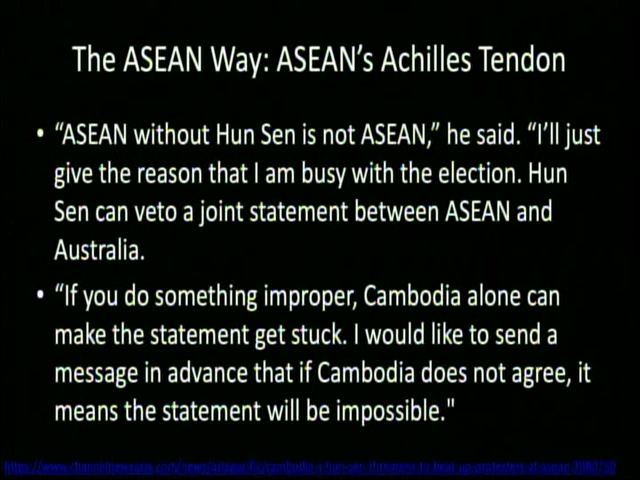 The ASEAN Way: ASEAN's Achilles Tendon
• “ASEAN without Hun Sen is not ASEAN,” he said. “I'll just
give the reason that I am busy with the election. Hun
Sen can veto a joint statement between ASEAN and
Australia.
• “If you do something improper, Cambodia alone can
make the statement get stuck. I would like to send a
message in advance that if Cambodia does not agree, it
means the statement will be impossible."